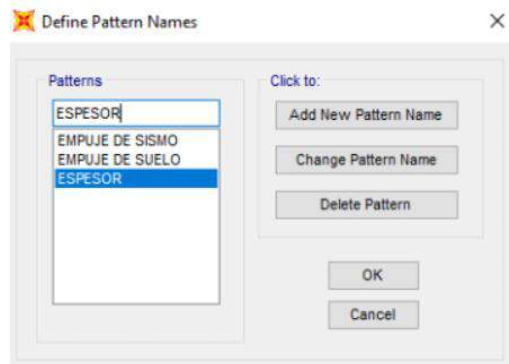 Define Pattern Names
Patterns
ESPESOR
EMPUJE DE SISMO
EMPUJE DE SUELO
ESPESOR
Click to:
Add New Pattern Name
Change Pattern Name
Delete Pattern
OK
Cancel